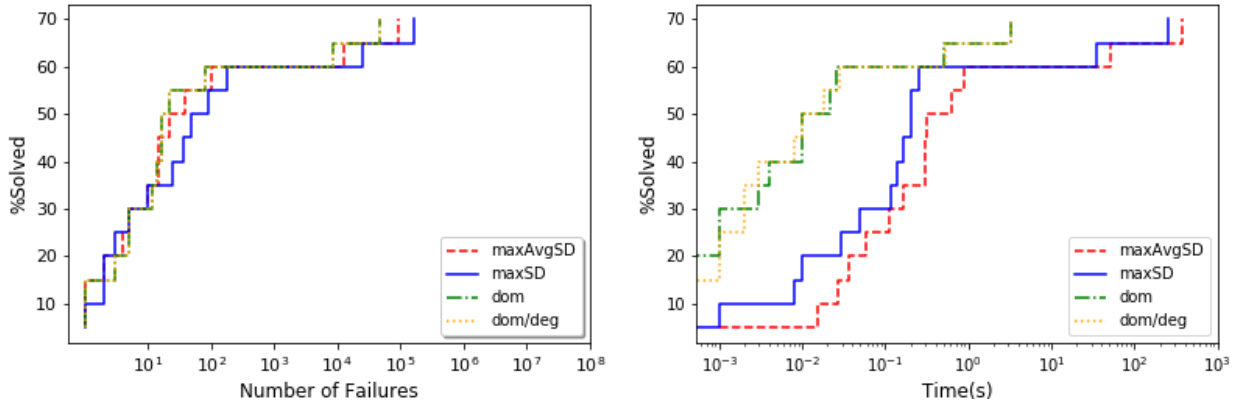 70
60
50
40
30
20
10
%Solved
maxAvgSD
maxSD
dom
dom/deg
10^1 10^2 10^3 10^4 10^5 10^6 10^7 10^8
Number of Failures
70
60
50
40
30
20
10
%Solved
maxAvgSD
maxSD
dom
dom/deg
10^−3 10^−2 10^−1 10^0 10^1 10^2 10^3
Time(s)